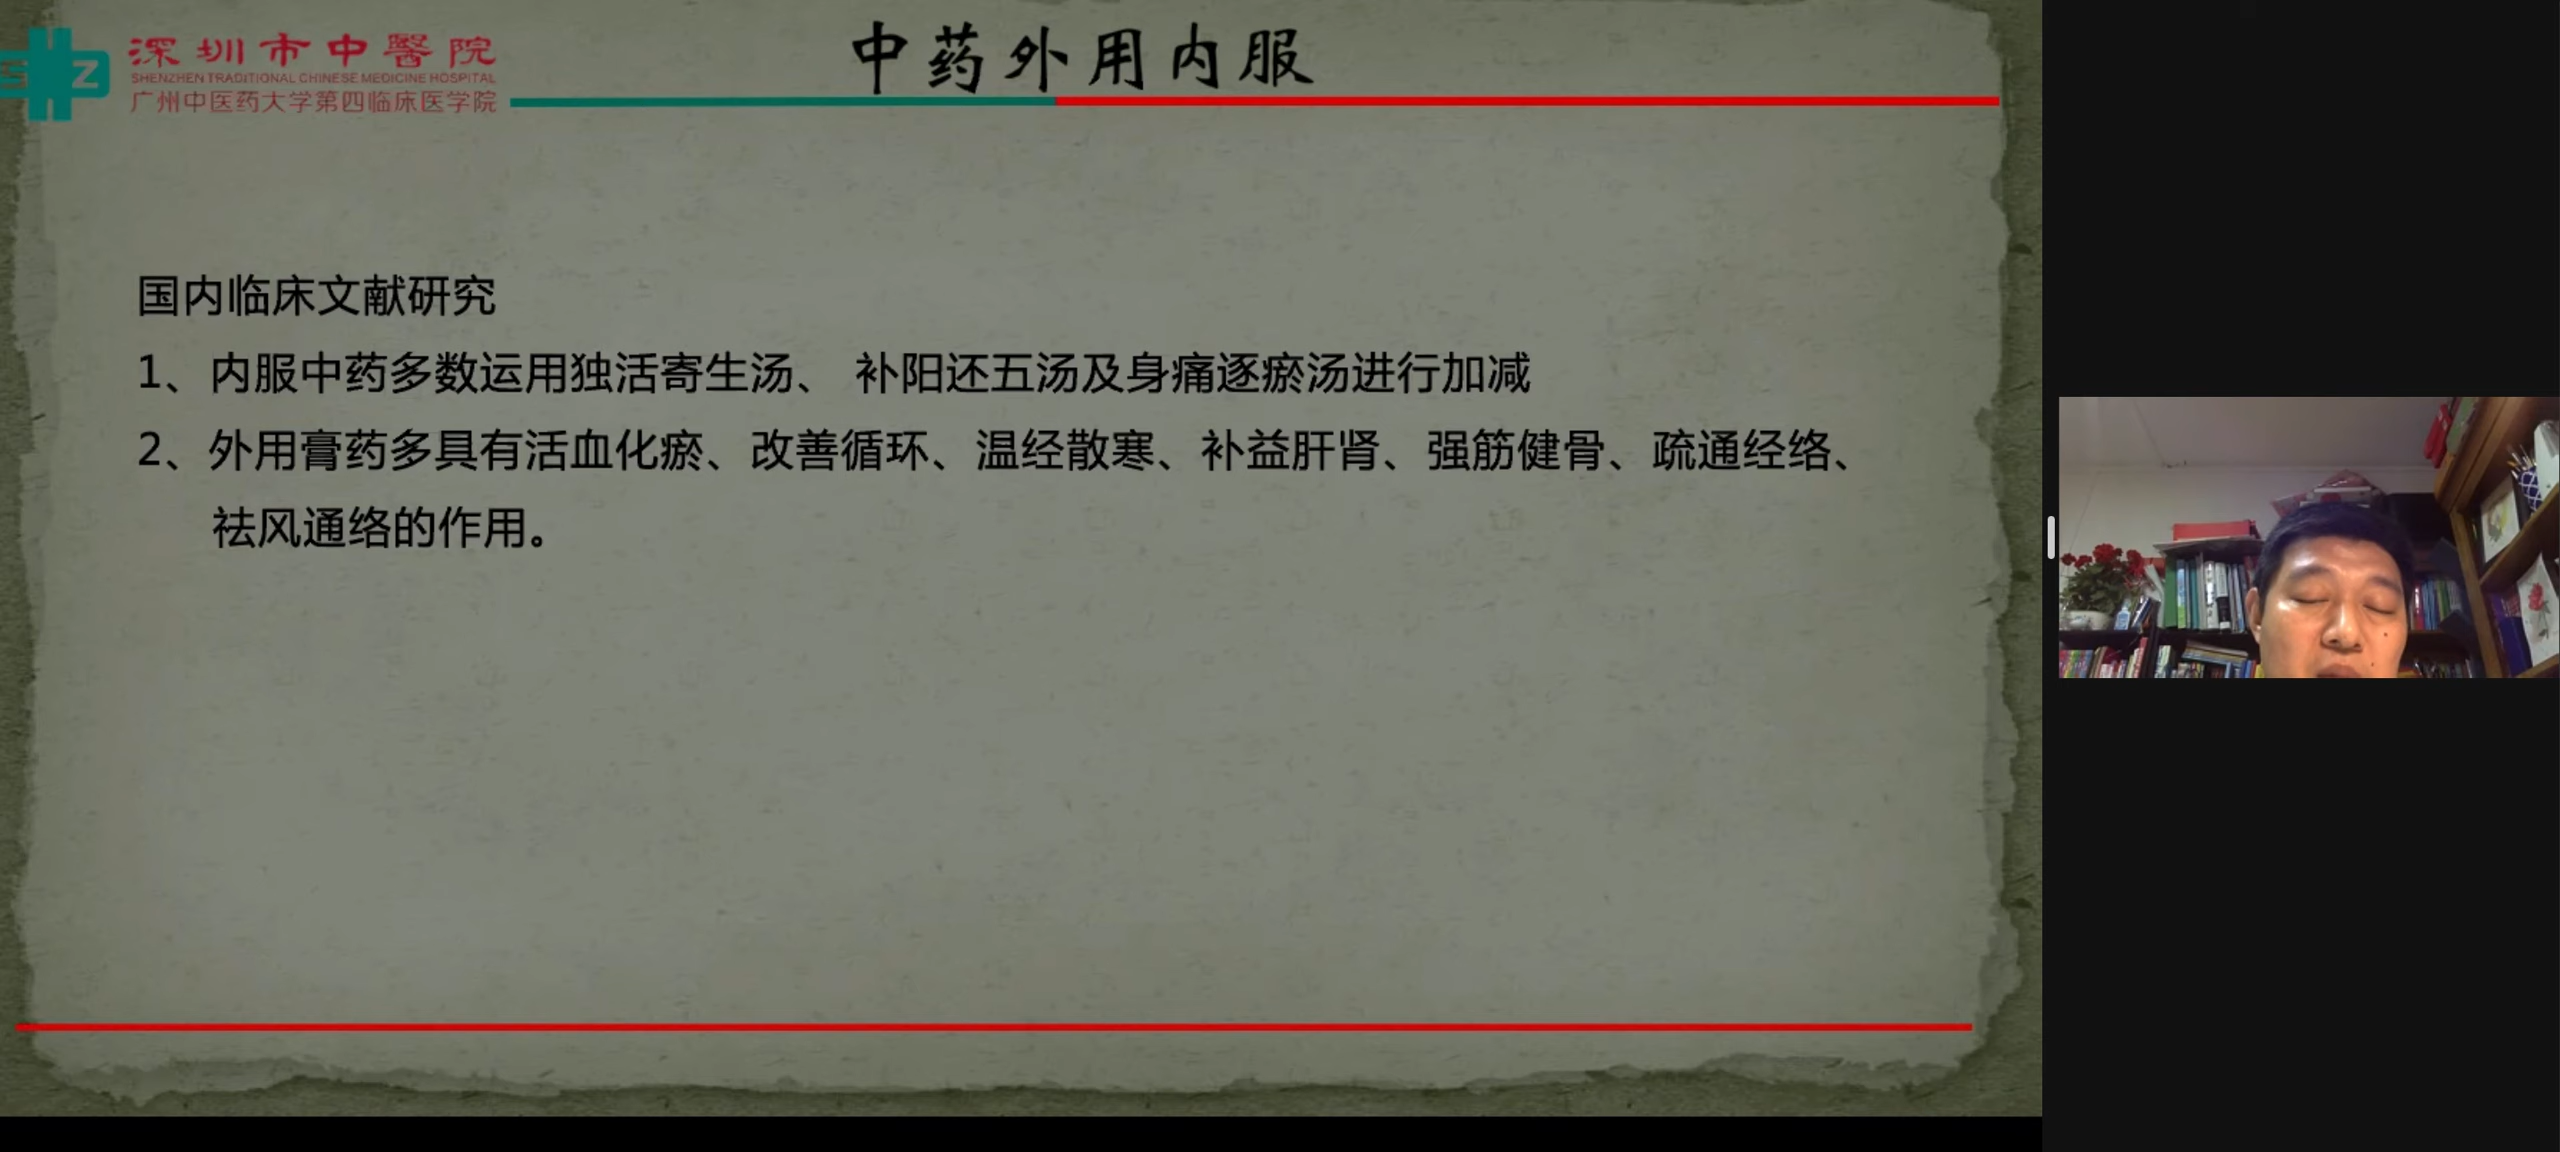 深圳市中醫院
SHENZHEN TRADITIONAL CHINESE MEDICINE HOSPITAL
广州中医药大学第四临床医学院
SZ
中药外用内服
国内临床文献研究
1、内服中药多数运用独活寄生汤、 补阳还五汤及身痛逐瘀汤进行加减
2、外用膏药多具有活血化瘀、改善循环、温经散寒、补益肝肾、强筋健骨、疏通经络、
祛风通络的作用。